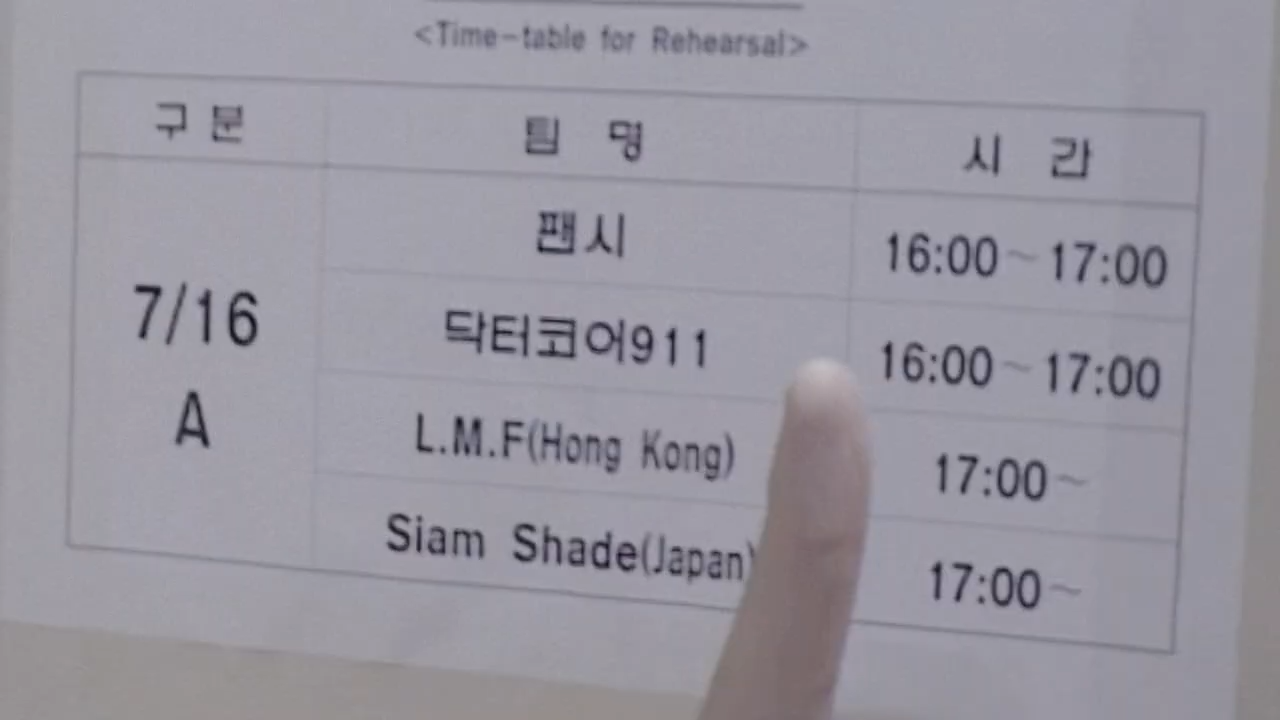 <Time-table for Rehearsal>
구 분 팀 명 시 간
7/16 A
팬시 16:00~17:00
닥터코어911 16:00~17:00
L.M.F(Hong Kong) 17:00~
Siam Shade(Japan) 17:00~